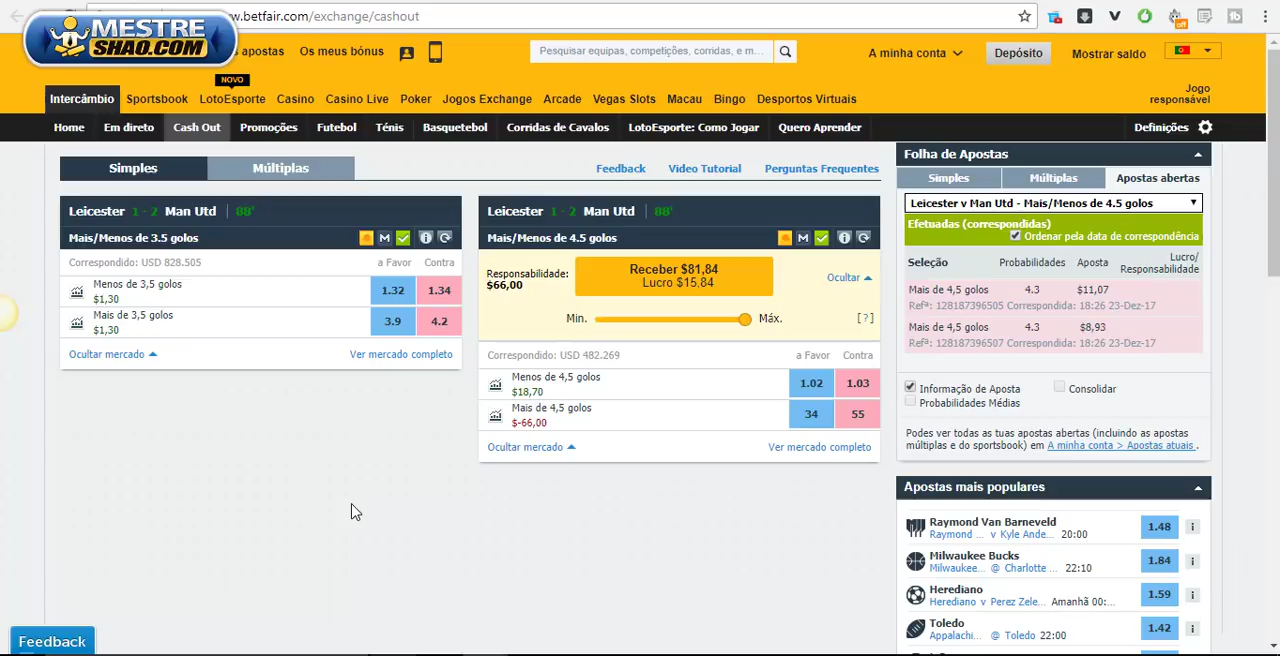 MESTRE
SHAO.COM
w.betfair.com/exchange/cashout
apostas Os meus bónus
Pesquisar equipas, competições, corridas, e m...
A minha conta Depósito Mostrar saldo
NOVO
Intercâmbio Sportsbook LotoEsporte Casino Casino Live Poker Jogos Exchange Arcade Vegas Slots Macau Bingo Desportos Virtuais
Jogo
responsável
Home Em direto Cash Out Promoções Futebol Ténis Basquetebol Corridas de Cavalos LotoEsporte: Como Jogar Quero Aprender Definições
Simples Múltiplas Feedback Video Tutorial Perguntas Frequentes
Leicester 1 - 2 Man Utd 88'
Mais/Menos de 3.5 golos M
Correspondido: USD 828.505 a Favor Contra
Menos de 3,5 golos 1.32 1.34
$1,30
Mais de 3,5 golos 3.9 4.2
$1,30
Ocultar mercado Ver mercado completo
Leicester 1 - 2 Man Utd 88'
Mais/Menos de 4.5 golos M
Responsabilidade:
$66,00
Receber $81,84
Lucro $15,84
Ocultar
Min. Máx. [?]
Correspondido: USD 482.269 a Favor Contra
Menos de 4,5 golos 1.02 1.03
$18,70
Mais de 4,5 golos 34 55
$-66,00
Ocultar mercado Ver mercado completo
Folha de Apostas
Simples Múltiplas Apostas abertas
Leicester v Man Utd - Mais/Menos de 4.5 golos
Efetuadas (correspondidas)
Ordenar pela data de correspondência
Seleção Probabilidades Aposta Lucro/
Responsabilidade
Mais de 4,5 golos 4.3 $11,07
Refª: 128187396505 Correspondida: 18:26 23-Dez-17
Mais de 4,5 golos 4.3 $8,93
Refª: 128187396507 Correspondida: 18:26 23-Dez-17
Informação de Aposta Consolidar
Probabilidades Médias
Podes ver todas as tuas apostas abertas (incluindo as apostas
múltiplas e do sportsbook) em A minha conta > Apostas atuais .
Apostas mais populares
Raymond Van Barneveld 1.48 i
Raymond ... v Kyle Ande... 20:00
Milwaukee Bucks 1.84 i
Milwaukee... @ Charlotte ... 22:10
Herediano 1.59 i
Herediano v Perez Zele... Amanhã 00:...
Toledo 1.42 i
Appalachi... @ Toledo 22:00
Feedback